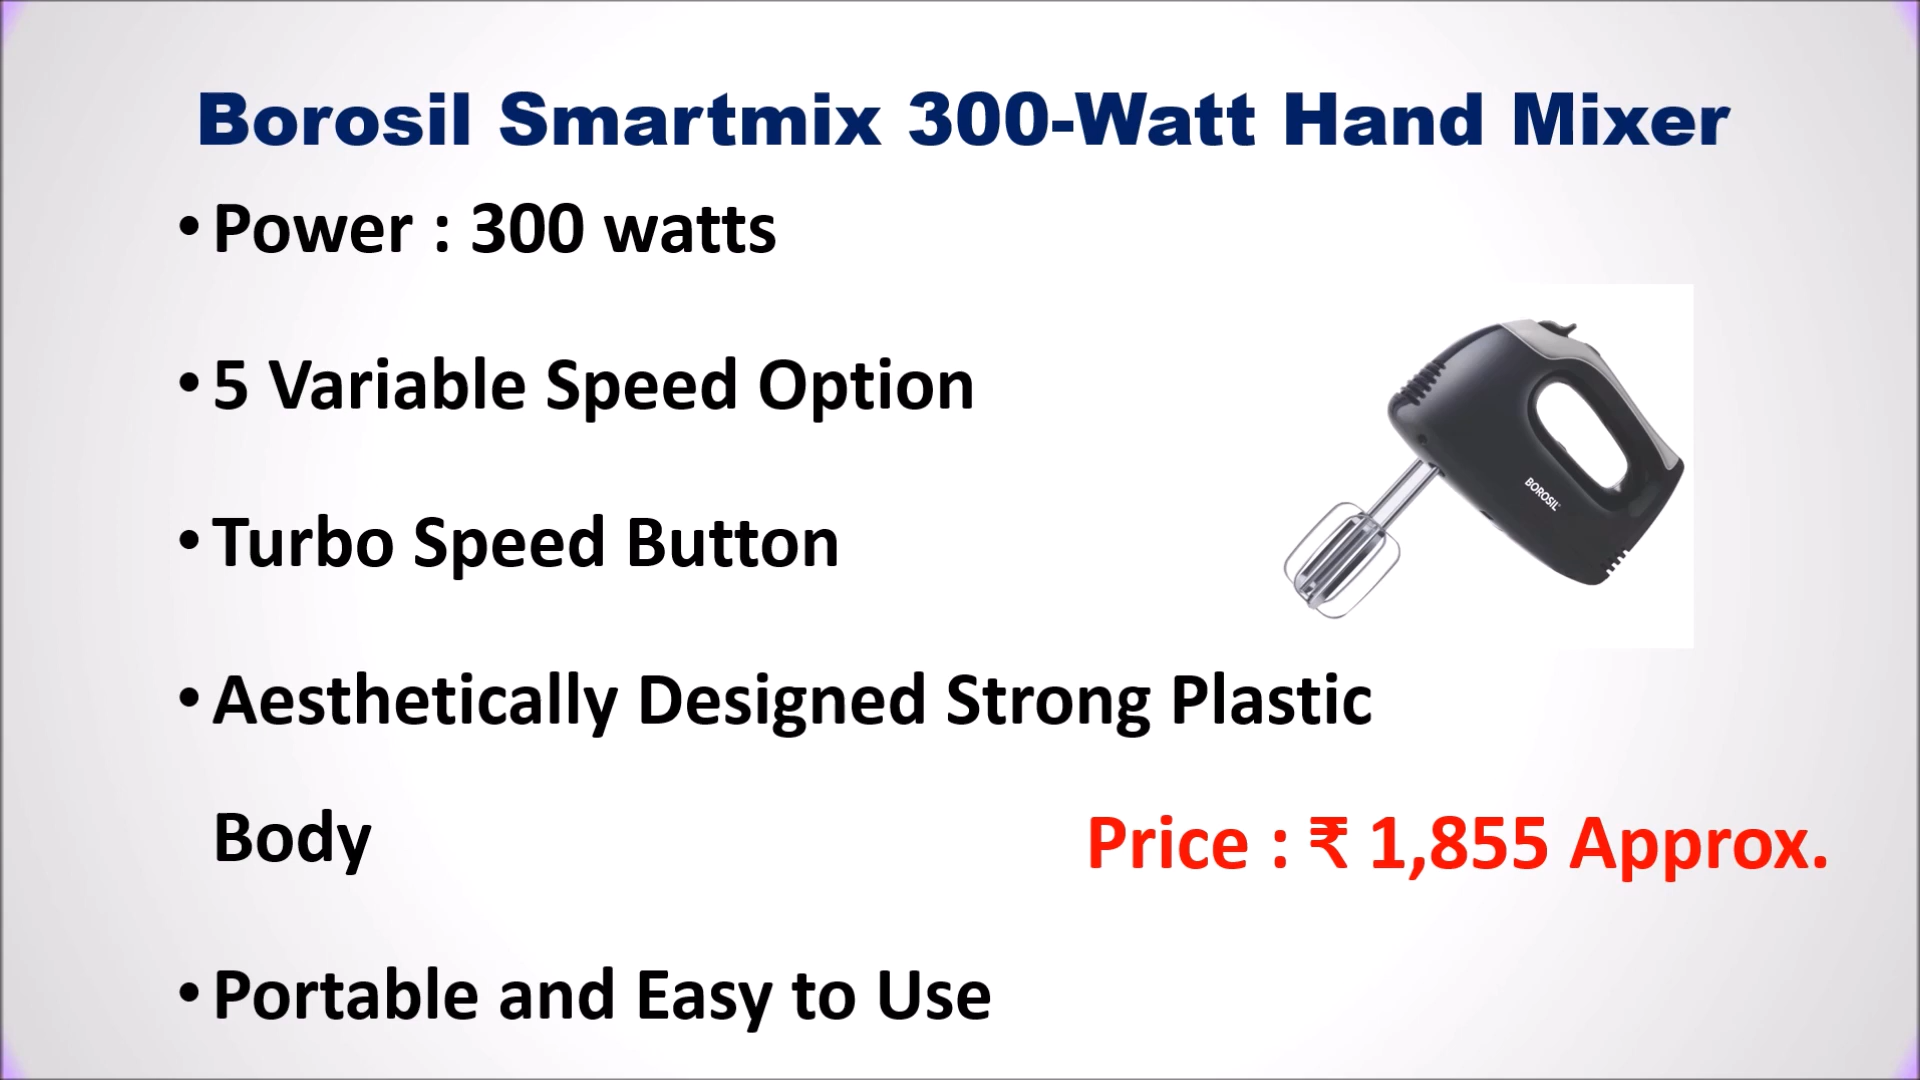 Borosil Smartmix 300-Watt Hand Mixer
• Power : 300 watts
• 5 Variable Speed Option
• Turbo Speed Button
BOROSIL
• Aesthetically Designed Strong Plastic
Body
Price : ₹ 1,855 Approx.
• Portable and Easy to Use